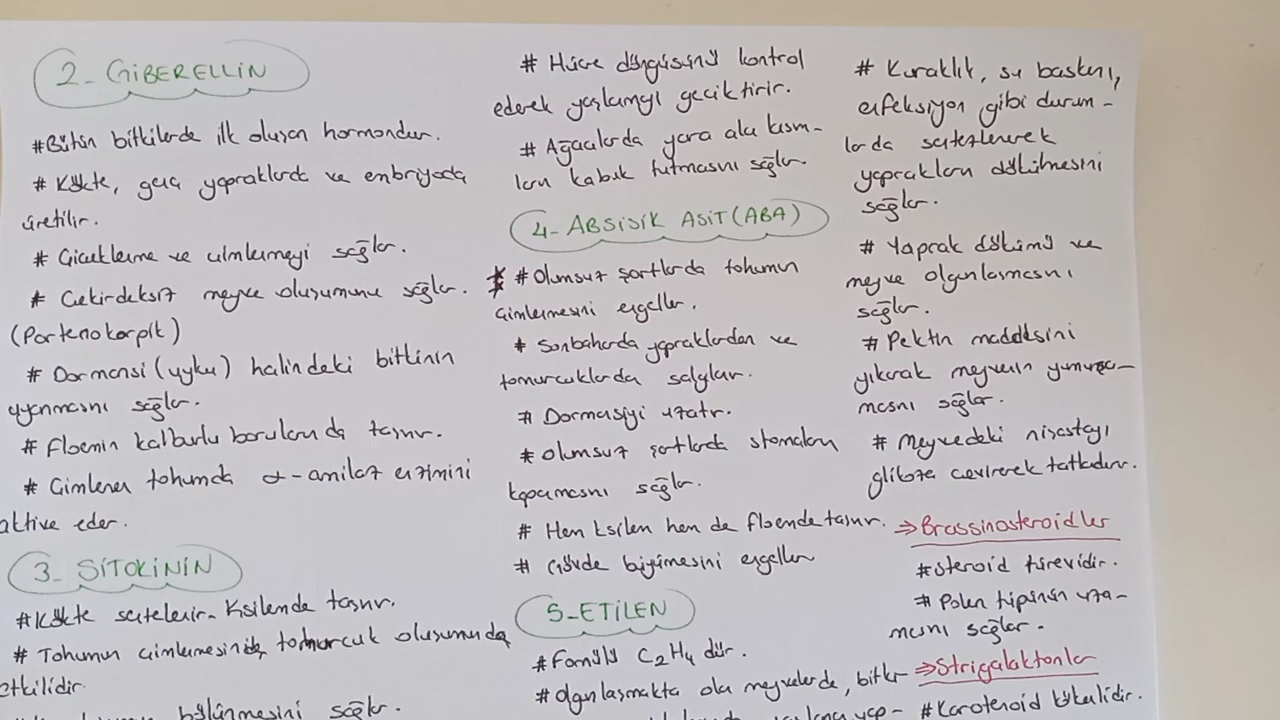 2- GİBERELLİN
#Bütün bitkilerde ilk oluşan hormondur.
# Kökte, genç yapraklarda ve embriyoda
üretilir.
# Çiçeklenme ve çimlenmeyi sağlar.
# Çekirdeksiz meyve oluşumunu sağlar.
(Partenokarpik)
# Dormansi (uyku) halindeki bitkinin
uyanmasını sağlar.
# Floemin kalburlu borularında taşınır.
# Çimlenen tohumda α-amilaz enzimini
aktive eder.
3- SİTOKİNİN
#Kökte sentezlenir. Ksilemde taşınır.
# Tohumun çimlenmesinde, tomurcuk oluşumunda
etkilidir.
bölünmesini sağlar.
# Hücre döngüsünü kontrol
ederek yaşlanmayı geciktirir.
# Ağaçlarda yara alan kısım-
ların kabuk tutmasını sağlar.
4- ABSİSİK ASİT (ABA)
# Olumsuz şartlarda tohumun
çimlenmesini engeller.
# Sonbaharda yapraklardan ve
tomurcuklarda salgılanır.
# Dormansiyi uzatır.
# Olumsuz şartlarda stomaların
kapanmasını sağlar.
# Hem ksilem hem de floemde taşınır.
# Gövde büyümesini engeller
5- ETİLEN
#Formülü C2H4 dür.
# Olgunlaşmakta olan meyvelerde, bitki
yap-
# Kuraklık, su baskını,
enfeksiyon gibi durum-
larda sentezlenerek
yaprakların dökülmesini
sağlar.
# Yaprak dökümü ve
meyve olgunlaşmasını
sağlar.
# Pektin maddesini
yıkarak meyvenin yumuşa-
masını sağlar.
# Meyvedeki nişastayı
glikoza çevirerek tatlandırır.
⇒Brassinosteroidler
#Steroid türevidir.
# Polen tüpünün uza-
masını sağlar.
⇒Strigalaktonlar
#Karotenoid kökenlidir.